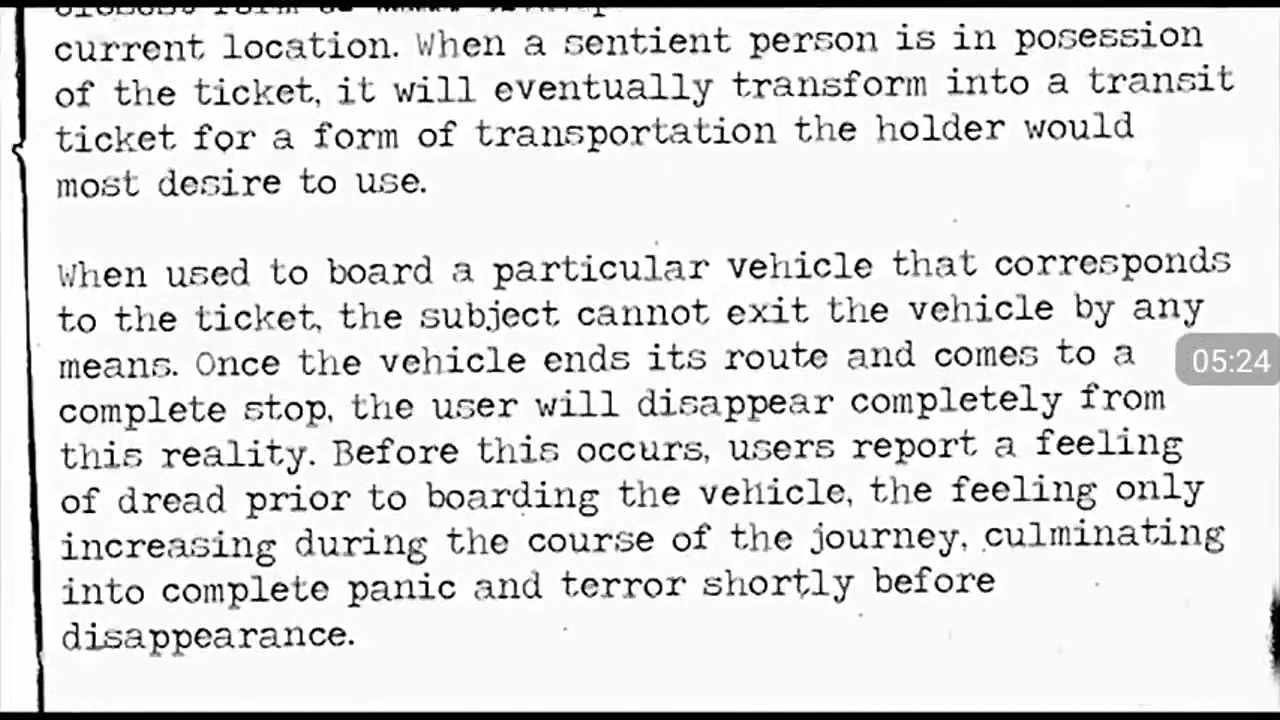 current location. When a sentient person is in posession
of the ticket, it will eventually transform into a transit
ticket for a form of transportation the holder would
most desire to use.
When used to board a particular vehicle that corresponds
to the ticket, the subject cannot exit the vehicle by any
means. Once the vehicle ends its route and comes to a
05:24
complete stop, the user will disappear completely from
this reality. Before this occurs, users report a feeling
of dread prior to boarding the vehicle, the feeling only
increasing during the course of the journey, culminating
into complete panic and terror shortly before
disappearance.